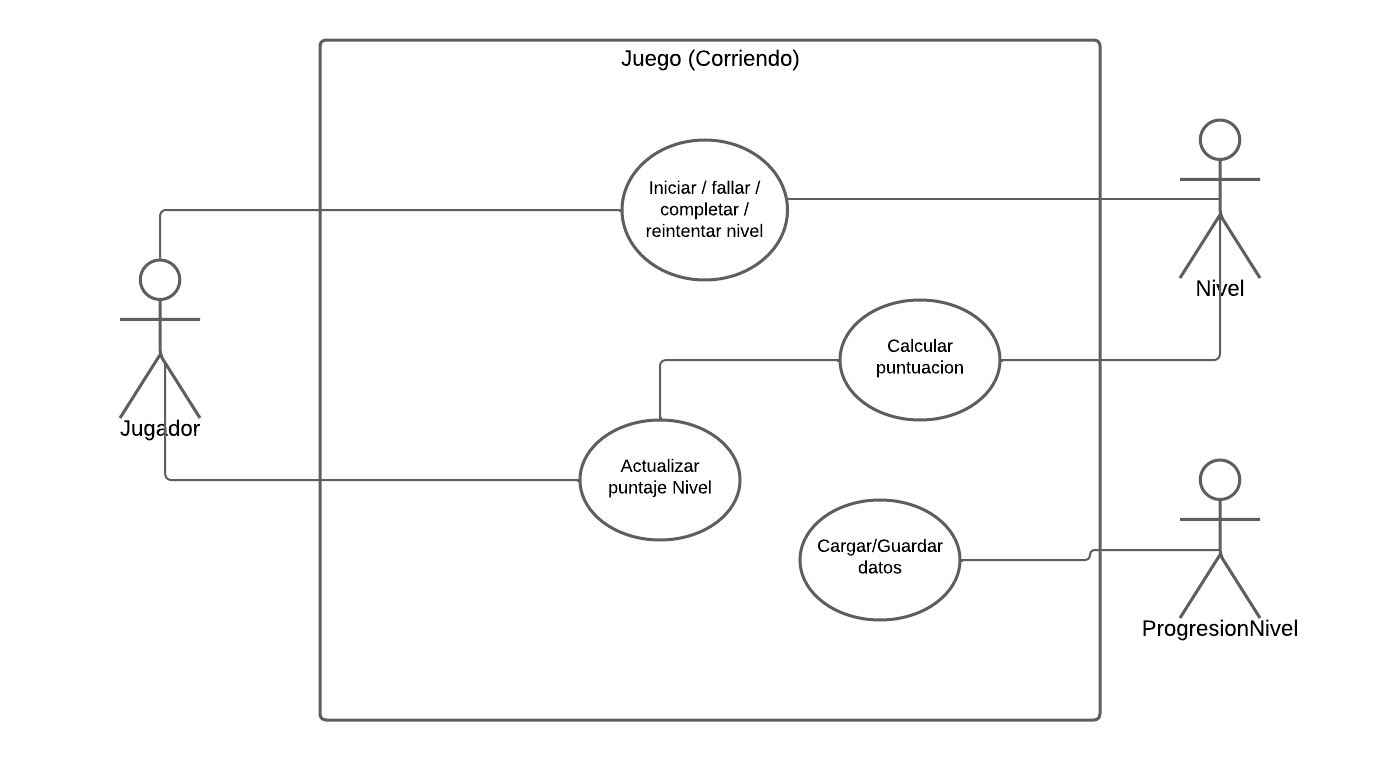 Juego (Corriendo)
Iniciar / fallar /
completar /
reintentar nivel
Nivel
Calcular
puntuacion
Jugador
Actualizar
puntaje Nivel
Cargar/Guardar
datos
ProgresionNivel